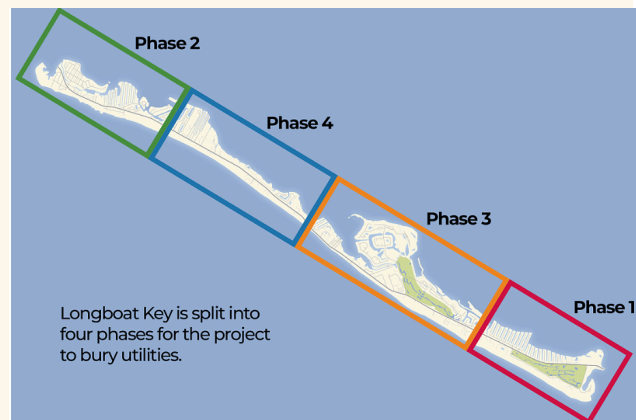 Phase 2
Phase 4
Phase 3
Phase 1
Longboat Key is split into
four phases for the project
to bury utilities.